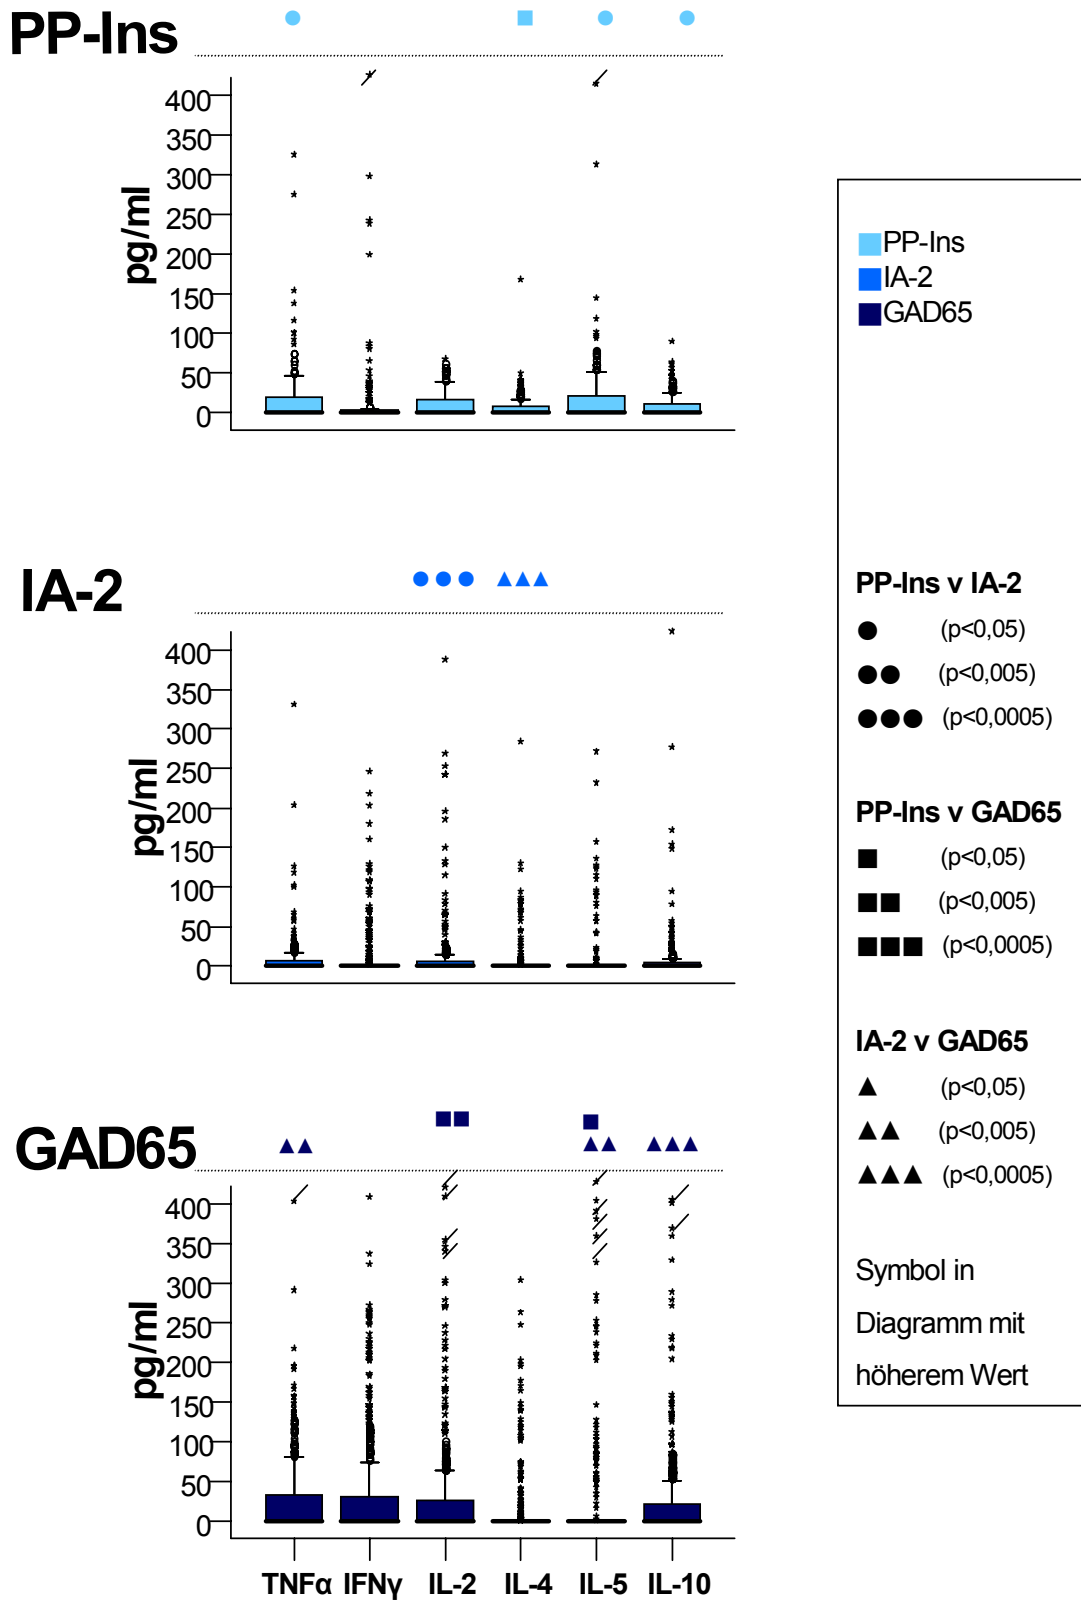 PP-Ins
400
350
300
250
200
150
100
50
0
pg/ml
IA-2
400
350
300
250
200
150
100
50
0
pg/ml
GAD65
400
350
300
250
200
150
100
50
0
pg/ml
TNFα IFNγ IL-2 IL-4 IL-5 IL-10
PP-Ins
IA-2
GAD65
PP-Ins v IA-2
(p<0,05)
(p<0,005)
(p<0,0005)
PP-Ins v GAD65
(p<0,05)
(p<0,005)
(p<0,0005)
IA-2 v GAD65
(p<0,05)
(p<0,005)
(p<0,0005)
Symbol in
Diagramm mit
höherem Wert